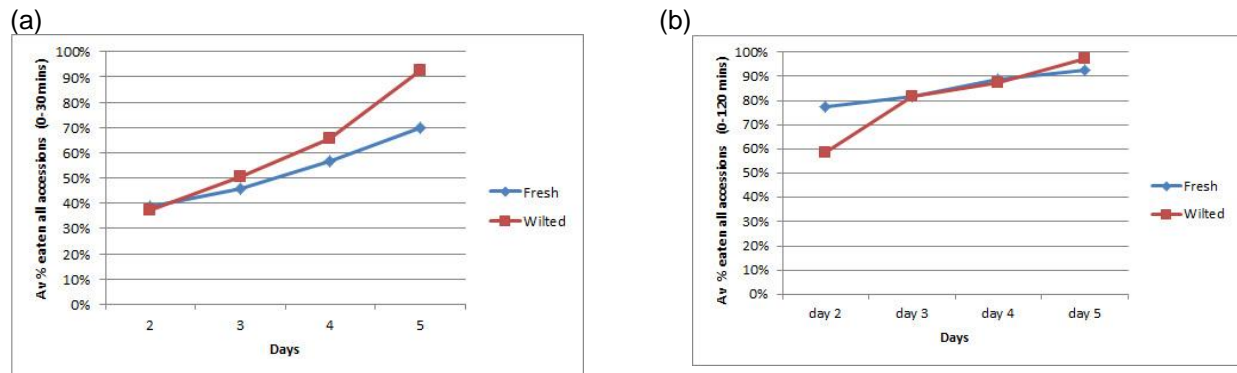 (a)
Av % eaten all accessions (0-30mins)
100%
90%
80%
70%
60%
50%
40%
30%
20%
10%
0%
2 3 4 5
Days
Fresh
Wilted
(b)
Av % eaten all accessions (0-120 mins)
100%
90%
80%
70%
60%
50%
40%
30%
20%
10%
0%
day 2 day 3 day 4 day 5
Days
Fresh
Wilted